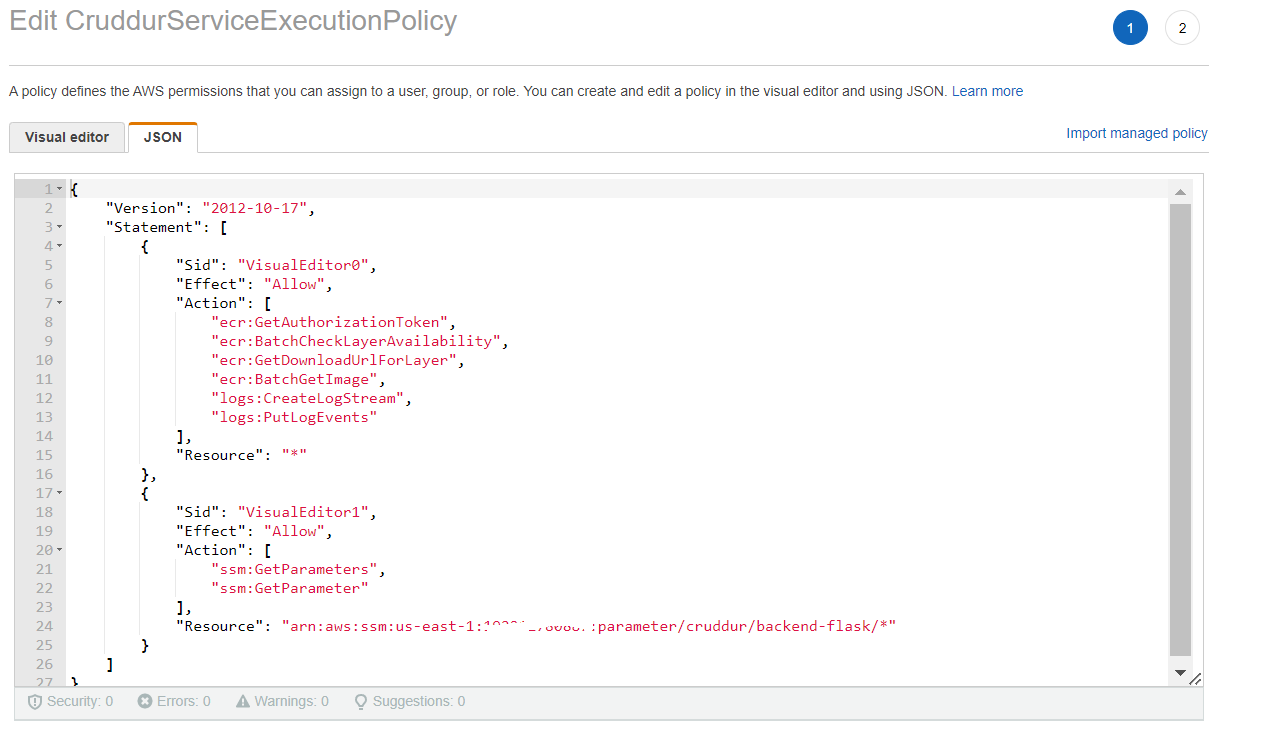 Edit CruddurServiceExecutionPolicy
1 2
A policy defines the AWS permissions that you can assign to a user, group, or role. You can create and edit a policy in the visual editor and using JSON. Learn more
Visual editor JSON
Import managed policy
1 {
2 "Version": "2012-10-17",
3 "Statement": [
4 {
5 "Sid": "VisualEditor0",
6 "Effect": "Allow",
7 "Action": [
8 "ecr:GetAuthorizationToken",
9 "ecr:BatchCheckLayerAvailability",
10 "ecr:GetDownloadUrlForLayer",
11 "ecr:BatchGetImage",
12 "logs:CreateLogStream",
13 "logs:PutLogEvents"
14 ],
15 "Resource": "*"
16 },
17 {
18 "Sid": "VisualEditor1",
19 "Effect": "Allow",
20 "Action": [
21 "ssm:GetParameters",
22 "ssm:GetParameter"
23 ],
24 "Resource": "arn:aws:ssm:us-east-1: :parameter/cruddur/backend-flask/*"
25 }
26 ]
27 }
Security: 0 Errors: 0 Warnings: 0 Suggestions: 0